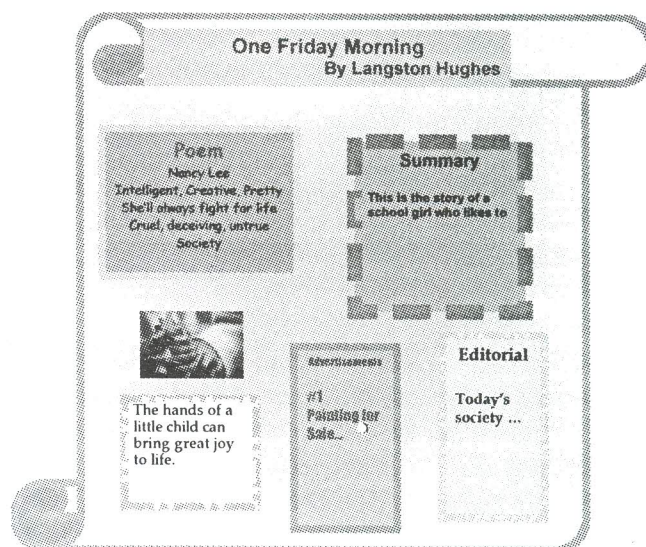 One Friday Morning
By Langston Hughes
Poem
Nancy Lee
Intelligent, Creative, Pretty
She'll always fight for life
Cruel, deceiving, untrue
Society
Summary
This is the story of a
school girl who likes to
The hands of a
little child can
bring great joy
to life.
Advertisements
#1
Painting for
Sale...
Editorial
Today's
society ...